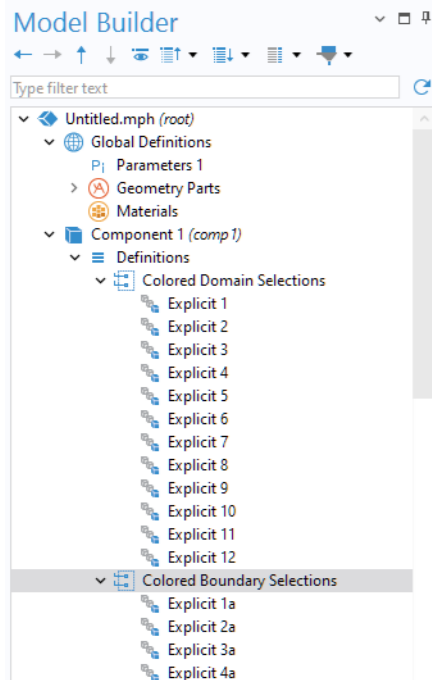 Model Builder
Type filter text
Untitled.mph (root)
Global Definitions
Pi Parameters 1
Geometry Parts
Materials
Component 1 (comp1)
Definitions
Colored Domain Selections
Explicit 1
Explicit 2
Explicit 3
Explicit 4
Explicit 5
Explicit 6
Explicit 7
Explicit 8
Explicit 9
Explicit 10
Explicit 11
Explicit 12
Colored Boundary Selections
Explicit 1a
Explicit 2a
Explicit 3a
Explicit 4a